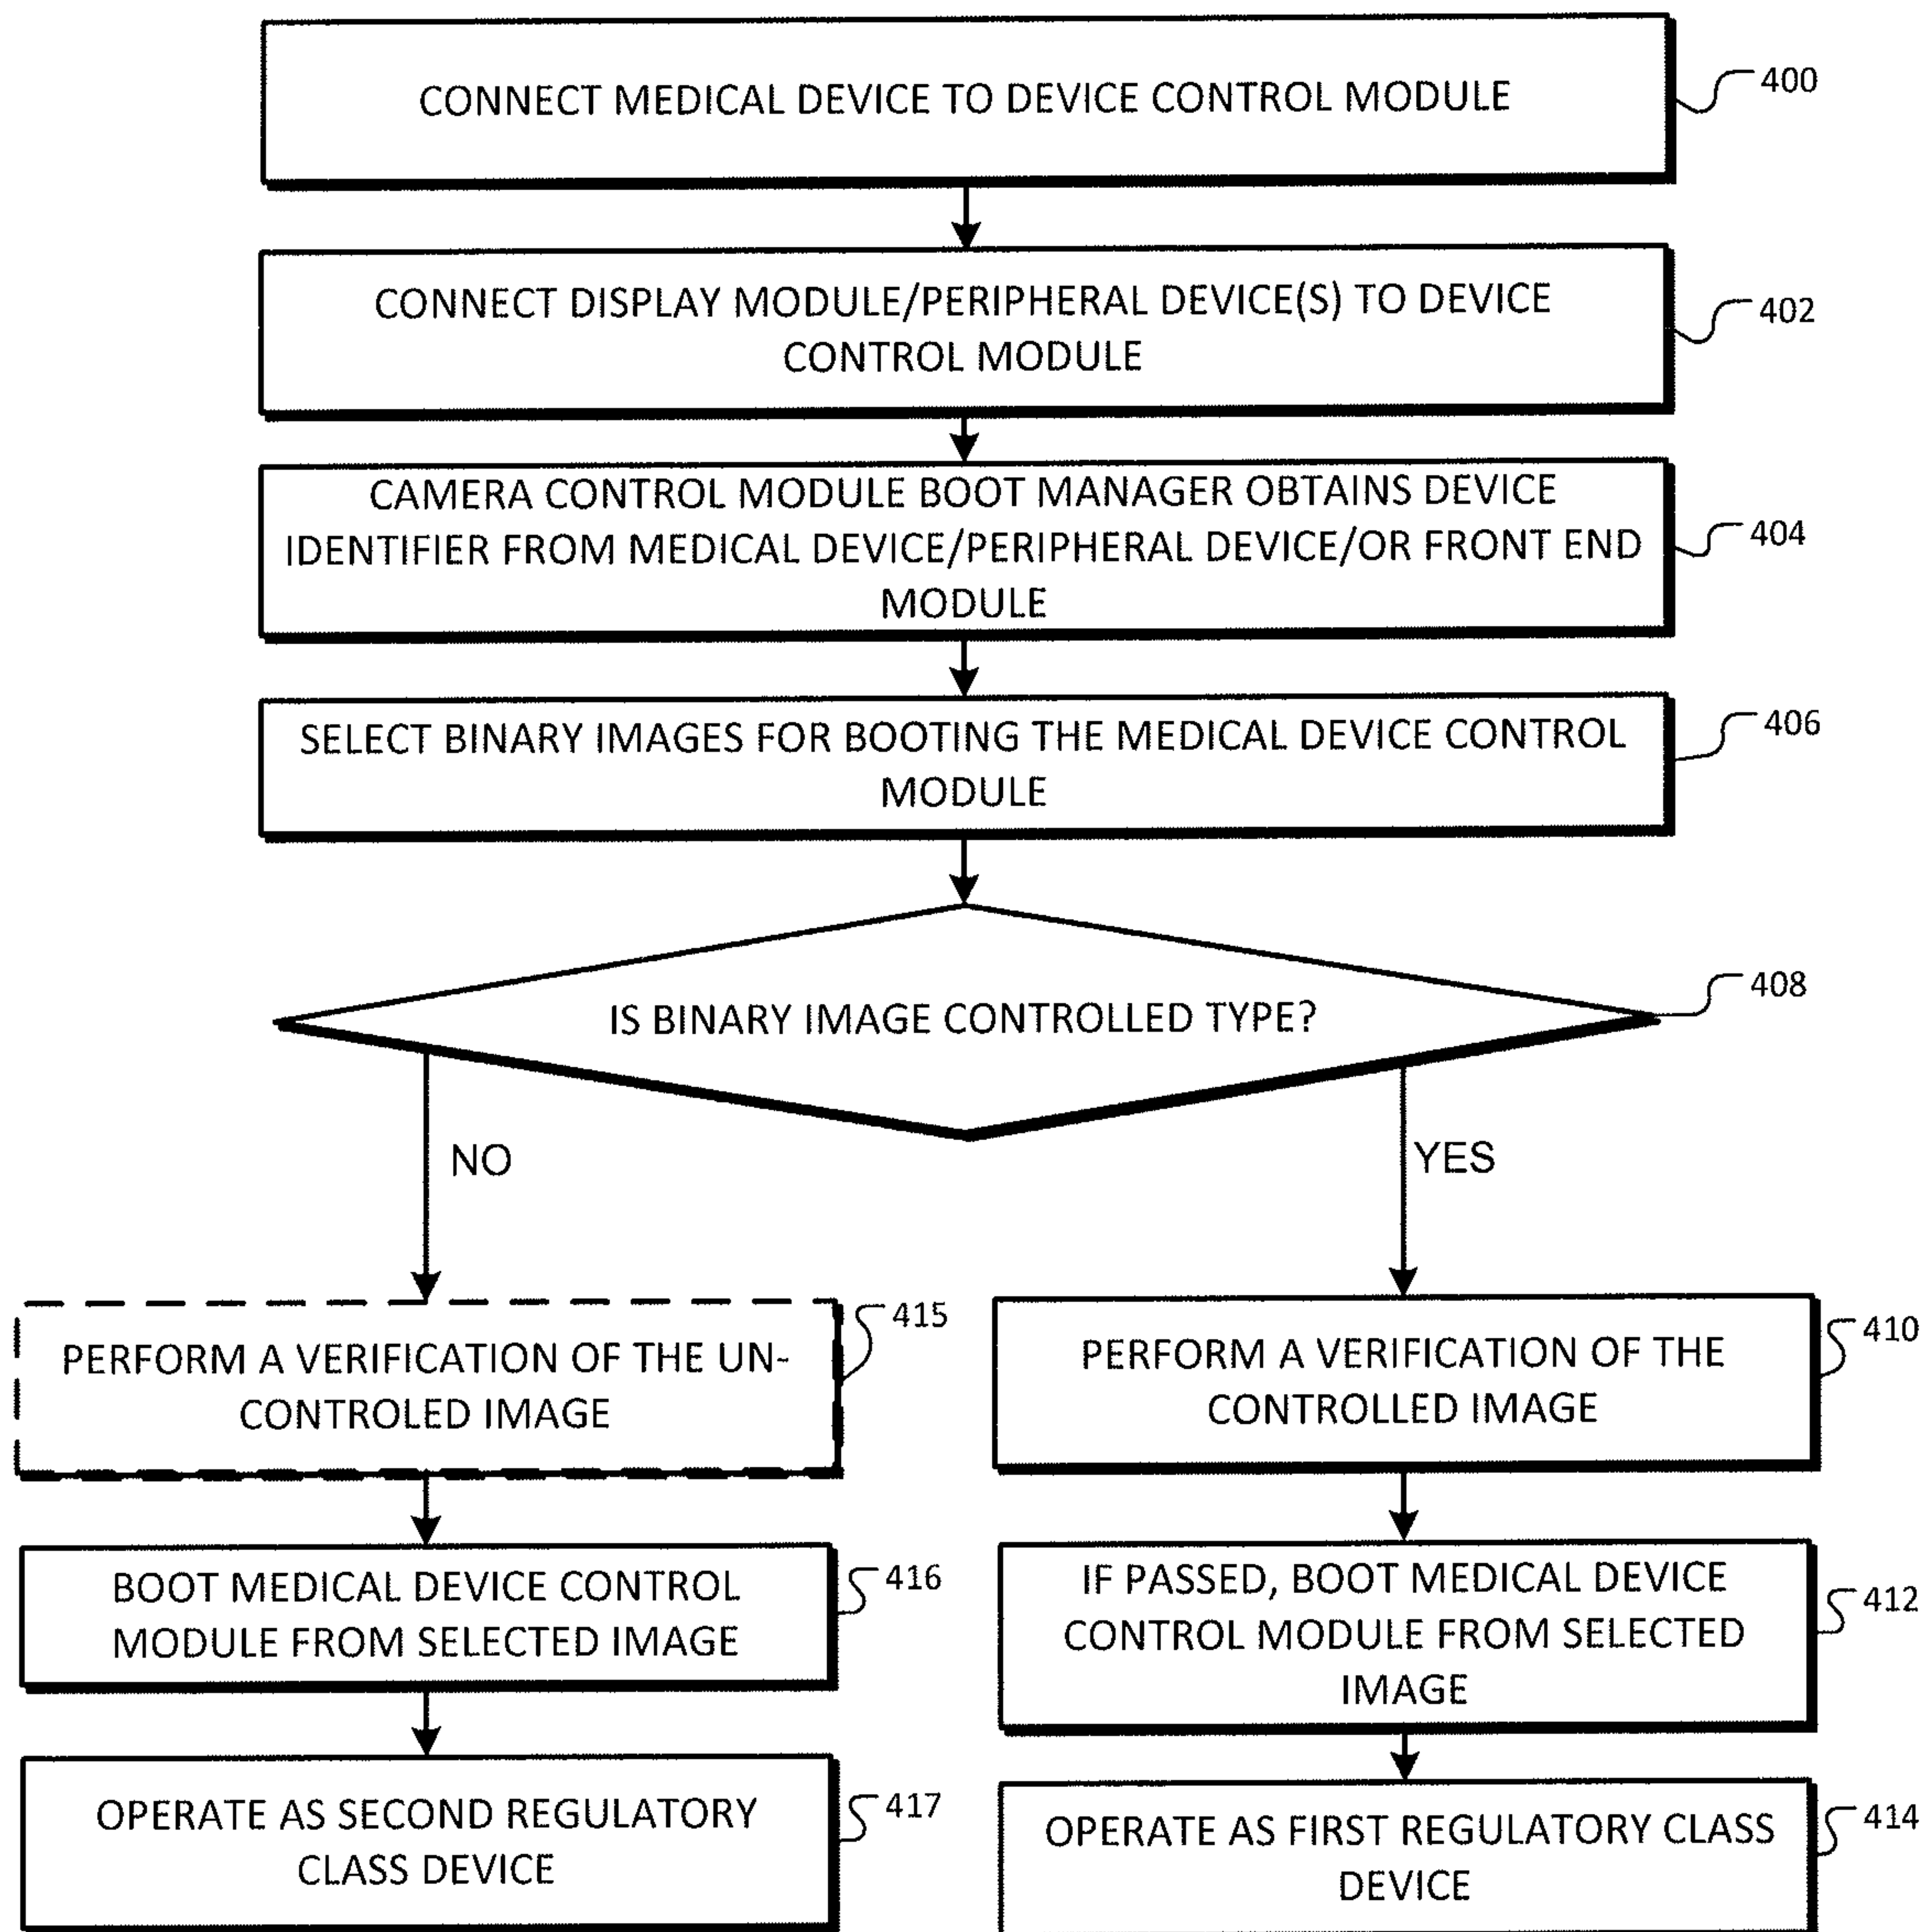 CONNECT MEDICAL DEVICE TO DEVICE CONTROL MODULE
400
CONNECT DISPLAY MODULE/PERIPHERAL DEVICE(S) TO DEVICE
CONTROL MODULE
402
CAMERA CONTROL MODULE BOOT MANAGER OBTAINS DEVICE
IDENTIFIER FROM MEDICAL DEVICE/PERIPHERAL DEVICE/OR FRONT END
MODULE
404
SELECT BINARY IMAGES FOR BOOTING THE MEDICAL DEVICE CONTROL
MODULE
406
IS BINARY IMAGE CONTROLLED TYPE?
408
NO
YES
PERFORM A VERIFICATION OF THE UN-
CONTROLED IMAGE
415
PERFORM A VERIFICATION OF THE
CONTROLLED IMAGE
410
BOOT MEDICAL DEVICE CONTROL
MODULE FROM SELECTED IMAGE
416
IF PASSED, BOOT MEDICAL DEVICE
CONTROL MODULE FROM SELECTED
IMAGE
412
OPERATE AS SECOND REGULATORY
CLASS DEVICE
417
OPERATE AS FIRST REGULATORY CLASS
DEVICE
414